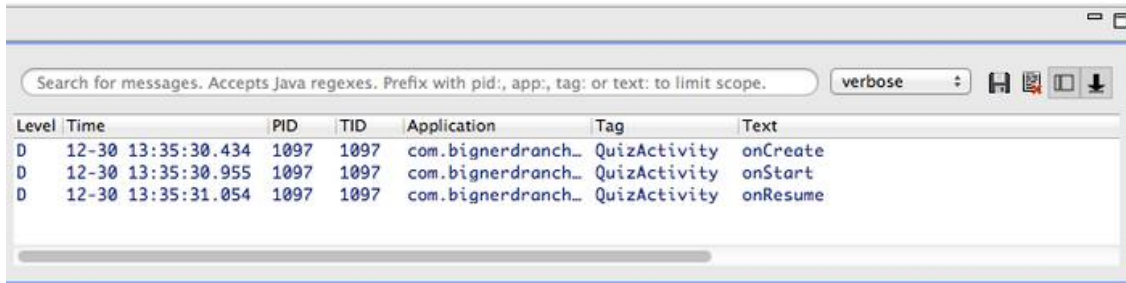 Search for messages. Accepts Java regexes. Prefix with pid:, app:, tag: or text: to limit scope. verbose
Level Time PID TID Application Tag Text
D 12-30 13:35:30.434 1097 1097 com.bignerdranch… QuizActivity onCreate
D 12-30 13:35:30.955 1097 1097 com.bignerdranch… QuizActivity onStart
D 12-30 13:35:31.054 1097 1097 com.bignerdranch… QuizActivity onResume